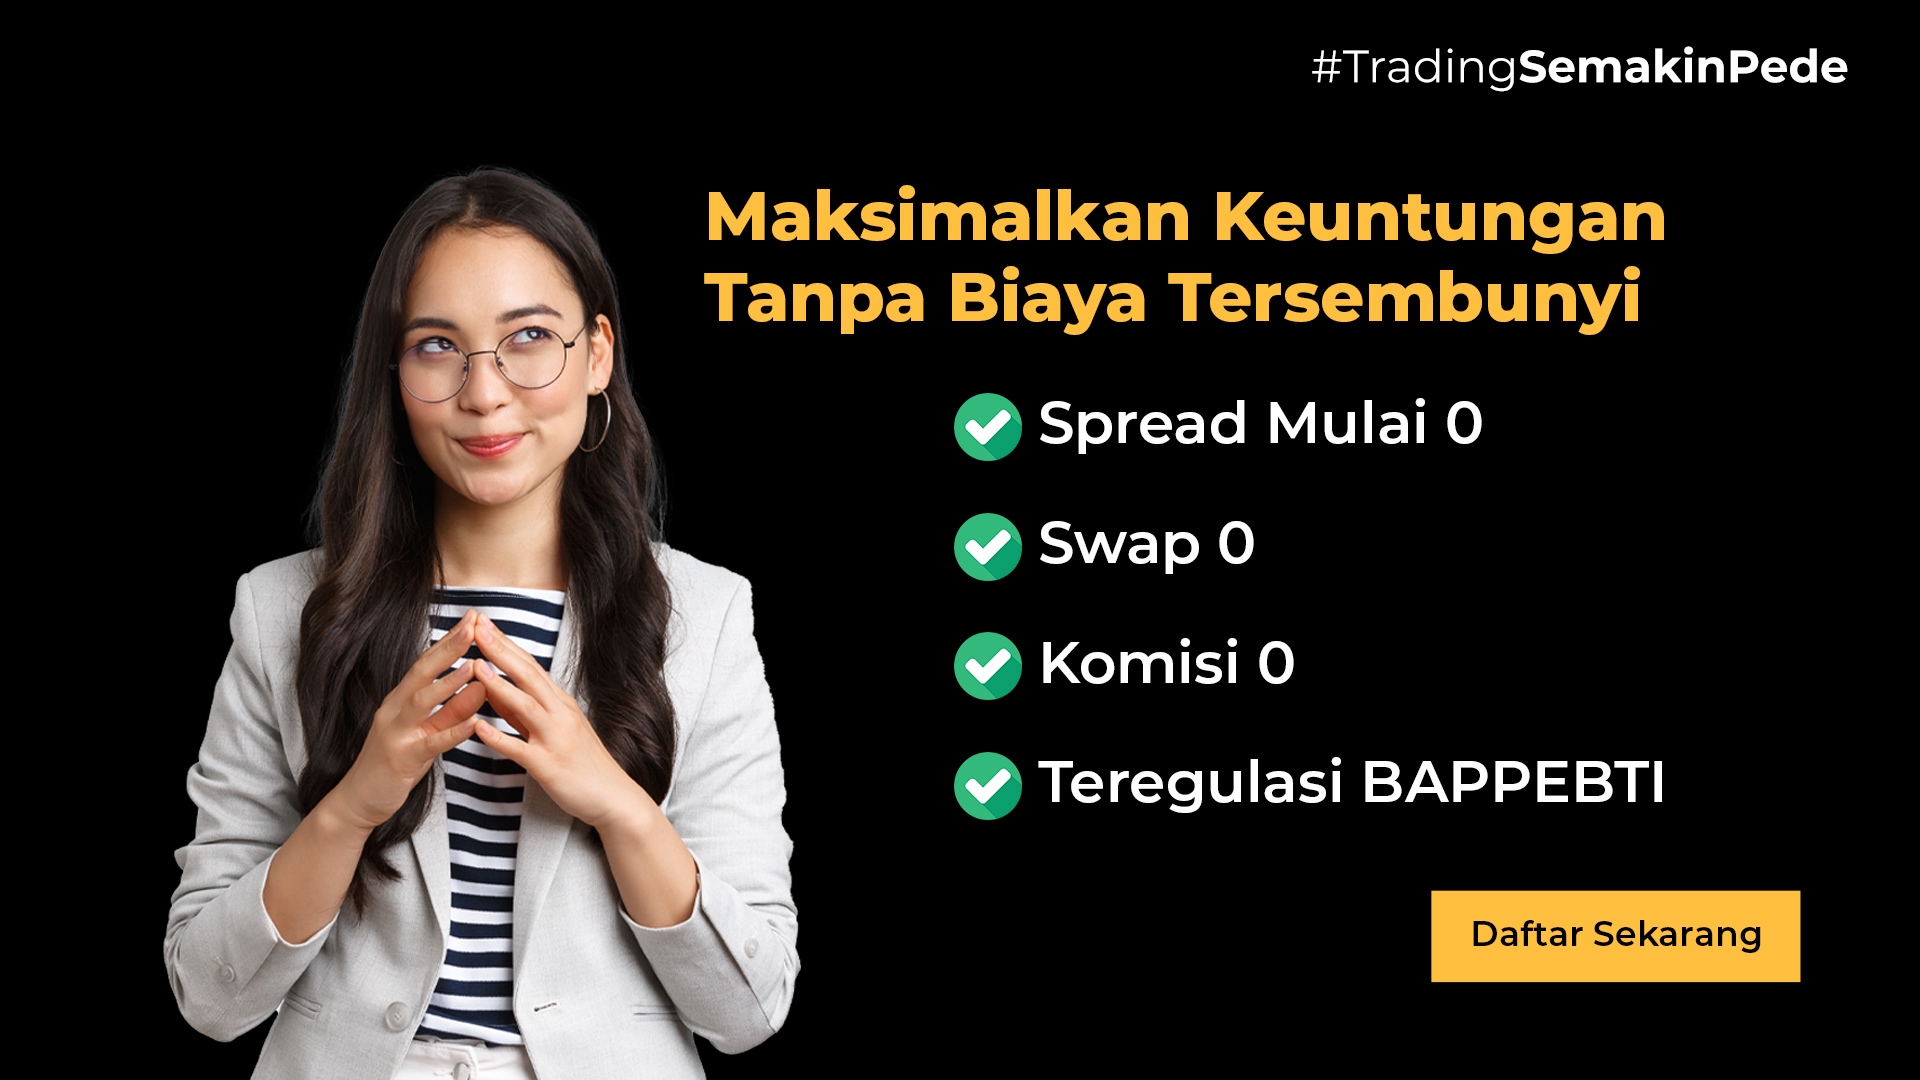 #TradingSemakinPede
Maksimalkan Keuntungan
Tanpa Biaya Tersembunyi
Spread Mulai 0
Swap 0
Komisi 0
Teregulasi BAPPEBTI
Daftar Sekarang